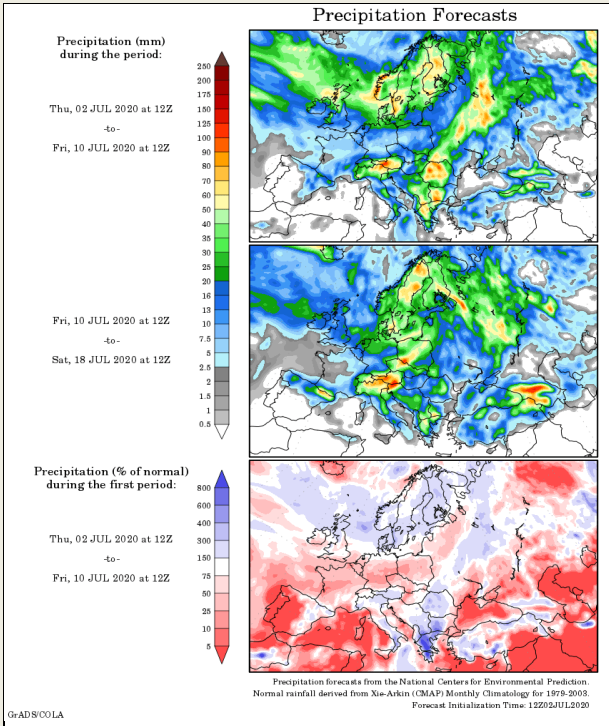 Precipitation Forecasts
Precipitation (mm)
during the period:
Thu, 02 JUL 2020 at 12Z
-to-
Fri, 10 JUL 2020 at 12Z
250
200
175
150
125
100
90
80
70
60
50
40
35
30
25
20
16
13
10
7.5
5
2.5
2
1.5
1
0.5
Fri, 10 JUL 2020 at 12Z
-to-
Sat, 18 JUL 2020 at 12Z
Precipitation (% of normal)
during the first period:
Thu, 02 JUL 2020 at 12Z
-to-
Fri, 10 JUL 2020 at 12Z
800
600
400
300
150
75
50
25
10
5
Precipitation forecasts from the National Centers for Environmental Prediction.
Normal rainfall derived from Xie-Arkin (CMAP) Monthly Climatology for 1979-2003.
Forecast Initialization Time: 12Z02JUL2020
GrADS/COLA